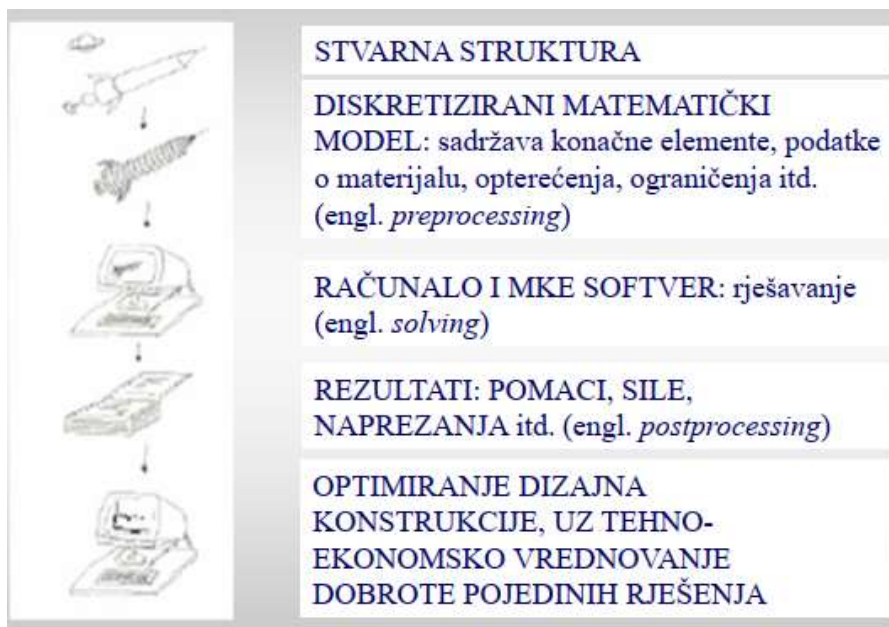 STVARNA STRUKTURA
DISKRETIZIRANI MATEMATIČKI
MODEL: sadržava konačne elemente, podatke
o materijalu, opterećenja, ograničenja itd.
(engl. preprocessing)
RAČUNALO I MKE SOFTVER: rješavanje
(engl. solving)
REZULTATI: POMACI, SILE,
NAPREZANJA itd. (engl. postprocessing)
OPTIMIRANJE DIZAJNA
KONSTRUKCIJE, UZ TEHNO-
EKONOMSKO VREDNOVANJE
DOBROTE POJEDINIH RJEŠENJA